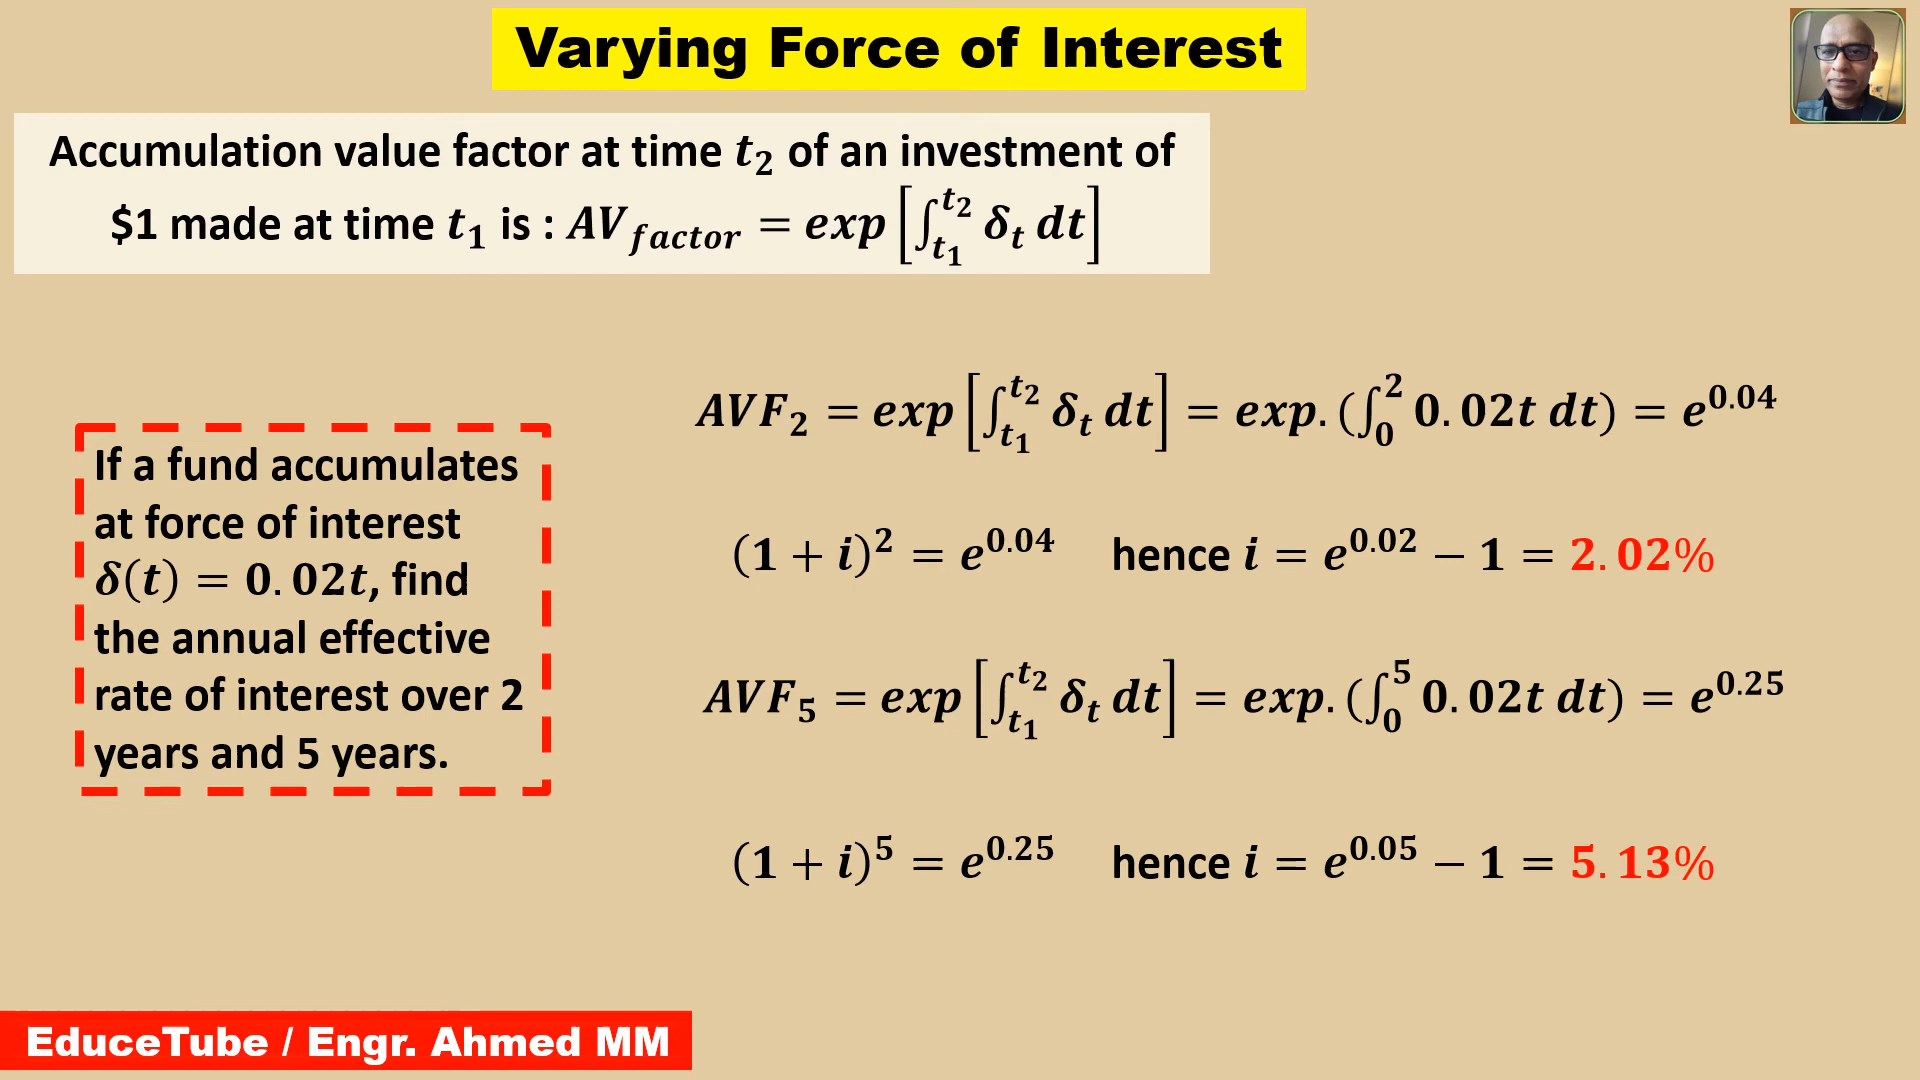 Varying Force of Interest
Accumulation value factor at time t₂ of an investment of
$1 made at time t₁ is : AV_factor = exp[∫_{t₁}^{t₂} δ_t dt]
AVF₂ = exp[∫_{t₁}^{t₂} δ_t dt] = exp.(∫_0^2 0.02t dt) = e^{0.04}
If a fund accumulates
at force of interest
δ(t) = 0.02t, find
the annual effective
rate of interest over 2
years and 5 years.
(1 + i)^2 = e^{0.04} hence i = e^{0.02} − 1 = 2.02%
AVF₅ = exp[∫_{t₁}^{t₂} δ_t dt] = exp.(∫_0^5 0.02t dt) = e^{0.25}
(1 + i)^5 = e^{0.25} hence i = e^{0.05} − 1 = 5.13%
EduceTube / Engr. Ahmed MM